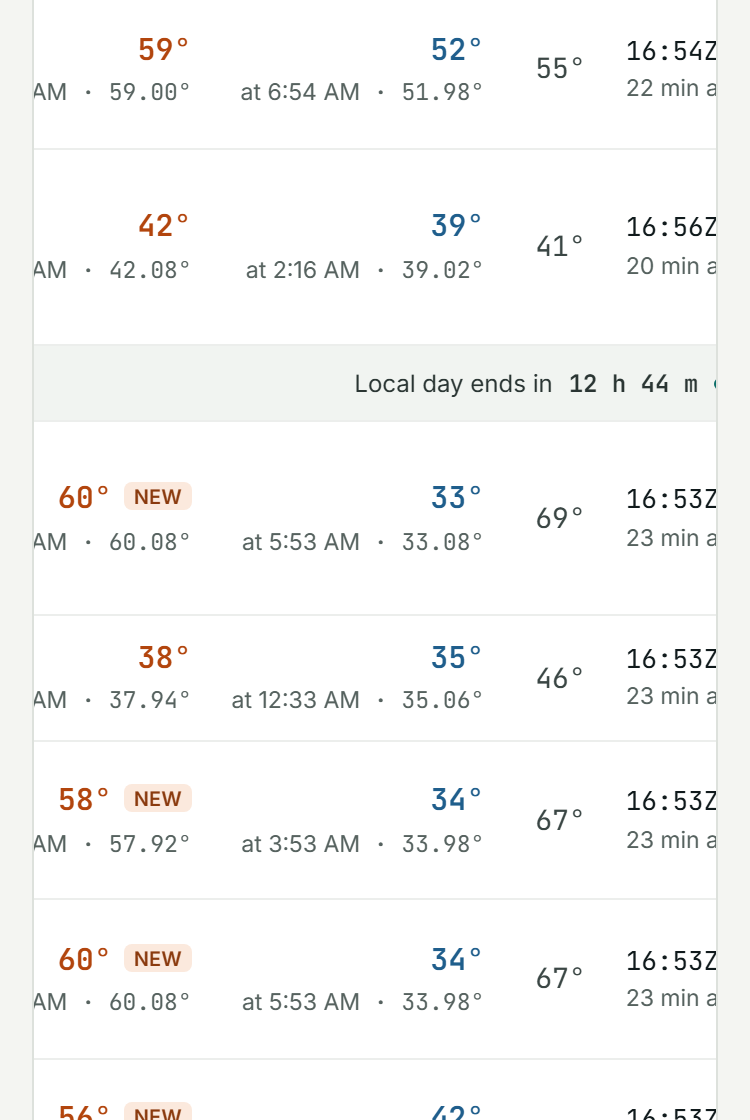 59° 52° 55° 16:54Z
AM · 59.00° at 6:54 AM · 51.98° 22 min a
42° 39° 41° 16:56Z
AM · 42.08° at 2:16 AM · 39.02° 20 min a
Local day ends in 12 h 44 m
60° NEW 33° 69° 16:53Z
AM · 60.08° at 5:53 AM · 33.08° 23 min a
38° 35° 46° 16:53Z
AM · 37.94° at 12:33 AM · 35.06° 23 min a
58° NEW 34° 67° 16:53Z
AM · 57.92° at 3:53 AM · 33.98° 23 min a
60° NEW 34° 67° 16:53Z
AM · 60.08° at 5:53 AM · 33.98° 23 min a
56° NEW 42° 16:53Z